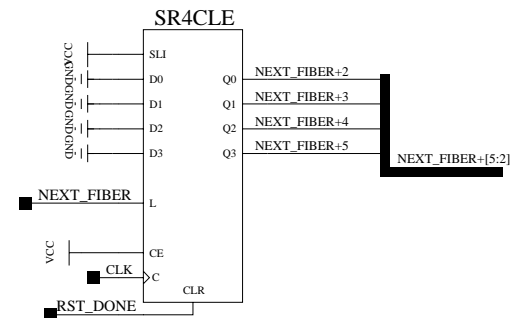 SR4CLE
VCC
SLI
GND
D0
Q0
NEXT_FIBER+2
GND
D1
Q1
NEXT_FIBER+3
GND
D2
Q2
NEXT_FIBER+4
GND
D3
Q3
NEXT_FIBER+5
NEXT_FIBER+[5:2]
NEXT_FIBER
L
VCC
CE
CLK
C
CLR
RST_DONE